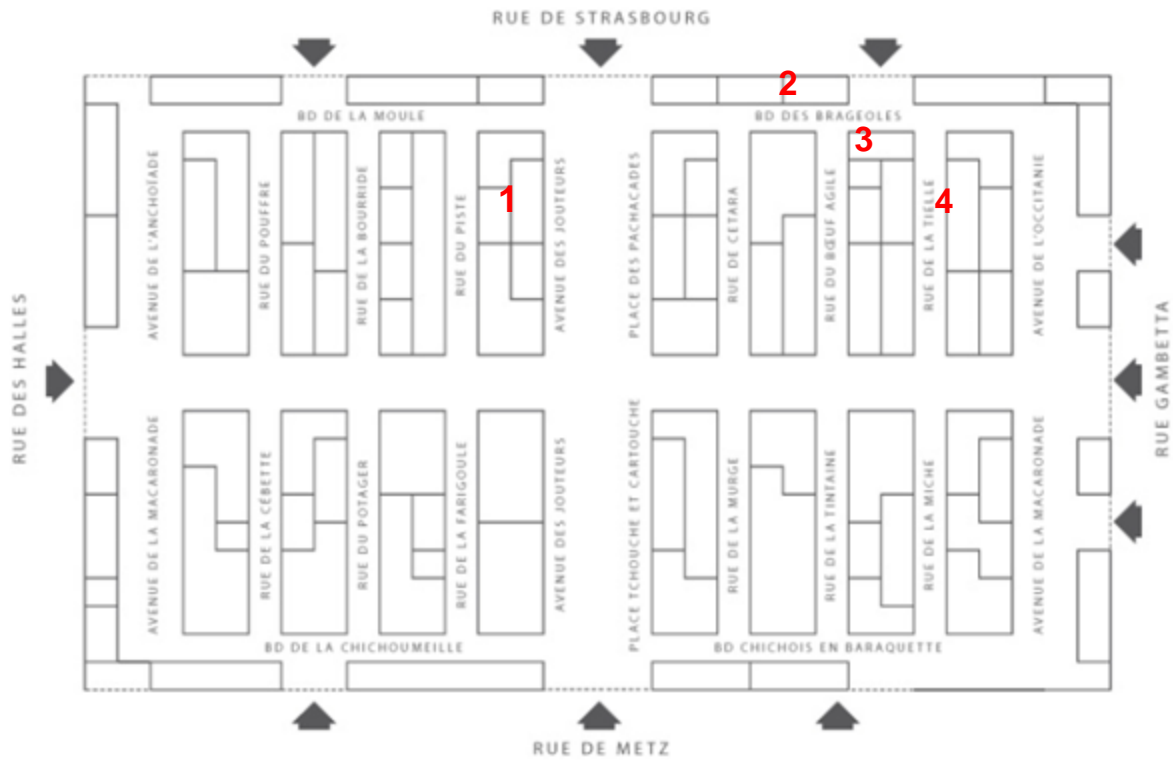 RUE DE STRASBOURG
2
BD DE LA MOULE
BD DES BRAGEOLES
3
1
4
AVENUE DE L'ANCHOÏADE
RUE DU POUFFRE
RUE DE LA BOURRIDE
RUE DU PISTE
AVENUE DES JOUTEURS
PLACE DES PACHACADES
RUE DE CETARA
RUE DU BŒUF AGILE
RUE DE LA TIELLE
AVENUE DE L'OCCITANIE
RUE DES HALLES
RUE GAMBETTA
AVENUE DE LA MACARONADE
RUE DE LA CÉBETTE
RUE DU POTAGER
RUE DE LA FARIGOULE
AVENUE DES JOUTEURS
PLACE TCHOUCHE ET CARTOUCHE
RUE DE LA MURGE
RUE DE LA TINTAINE
RUE DE LA MICHE
AVENUE DE LA MACARONADE
BD DE LA CHICHOUMEILLE
BD CHICHOIS EN BARAQUETTE
RUE DE METZ